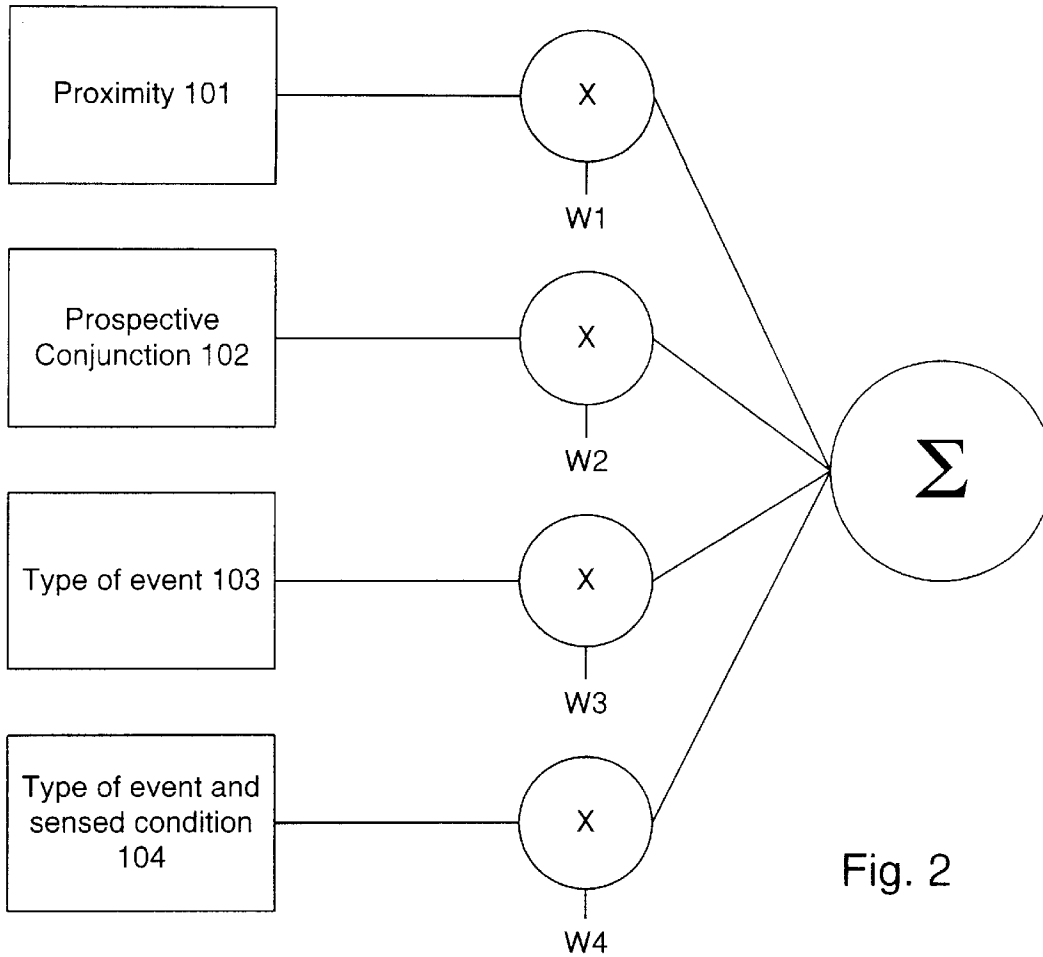 Proximity 101
X
W1
Prospective
Conjunction 102
X
W2
Σ
Type of event 103
X
W3
Type of event and
sensed condition
104
X
W4
Fig. 2